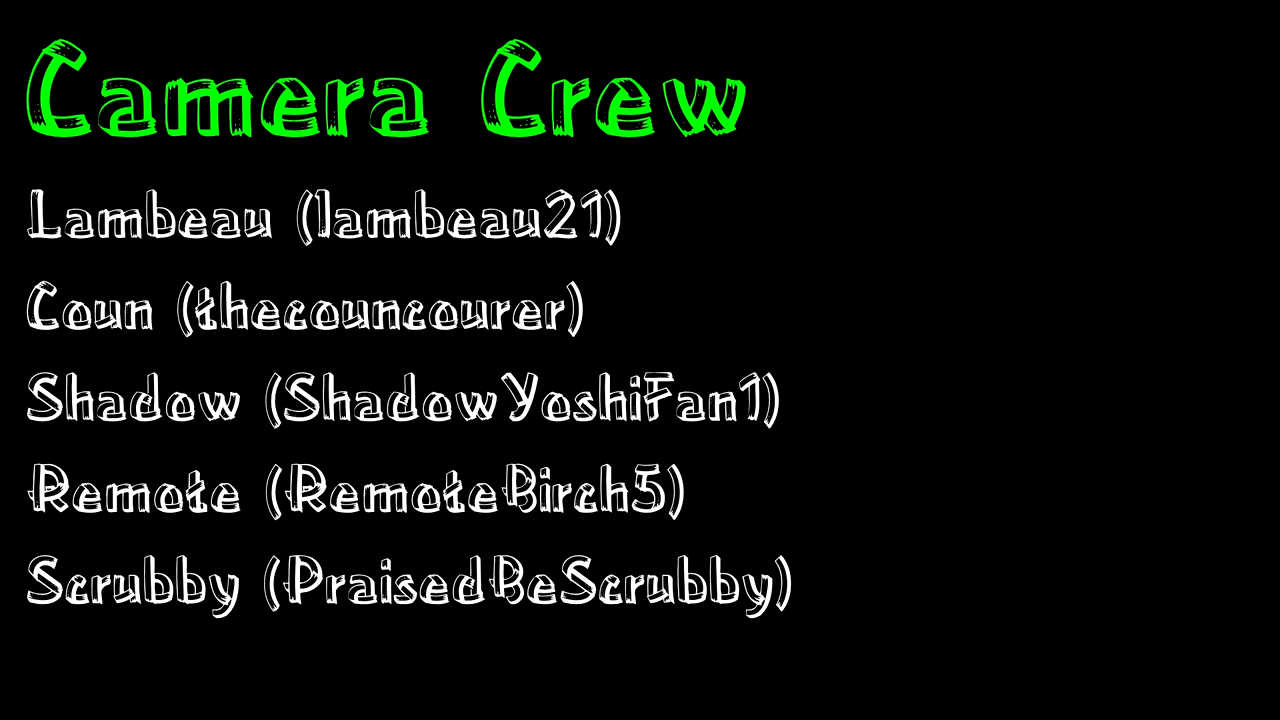 Camera Crew
Lambeau (lambeau21)
Coun (thecouncourer)
Shadow (ShadowYoshiFan1)
Remote (RemoteBirch5)
Scrubby (PraisedBeScrubby)